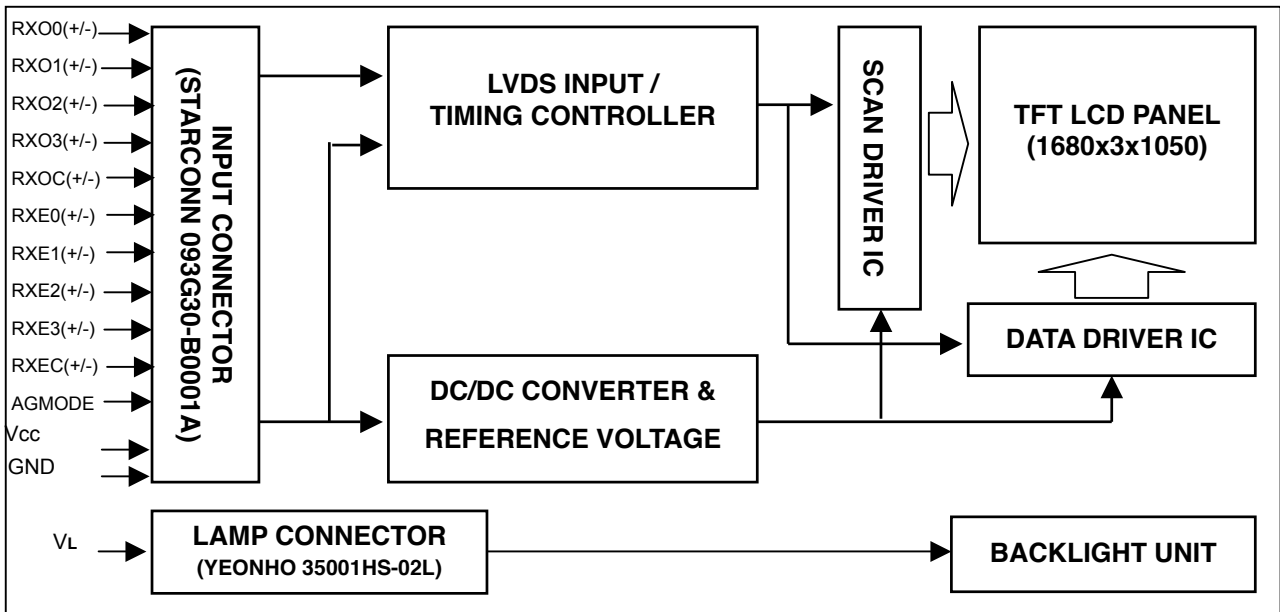 RXO0(+/-)
RXO1(+/-)
RXO2(+/-)
RXO3(+/-)
RXOC(+/-)
RXE0(+/-)
RXE1(+/-)
RXE2(+/-)
RXE3(+/-)
RXEC(+/-)
AGMODE
Vcc
GND
INPUT CONNECTOR
(STARCONN 093G30-B0001A)
LVDS INPUT /
TIMING CONTROLLER
SCAN DRIVER IC
TFT LCD PANEL
(1680x3x1050)
DATA DRIVER IC
DC/DC CONVERTER &
REFERENCE VOLTAGE
VL
LAMP CONNECTOR
(YEONHO 35001HS-02L)
BACKLIGHT UNIT